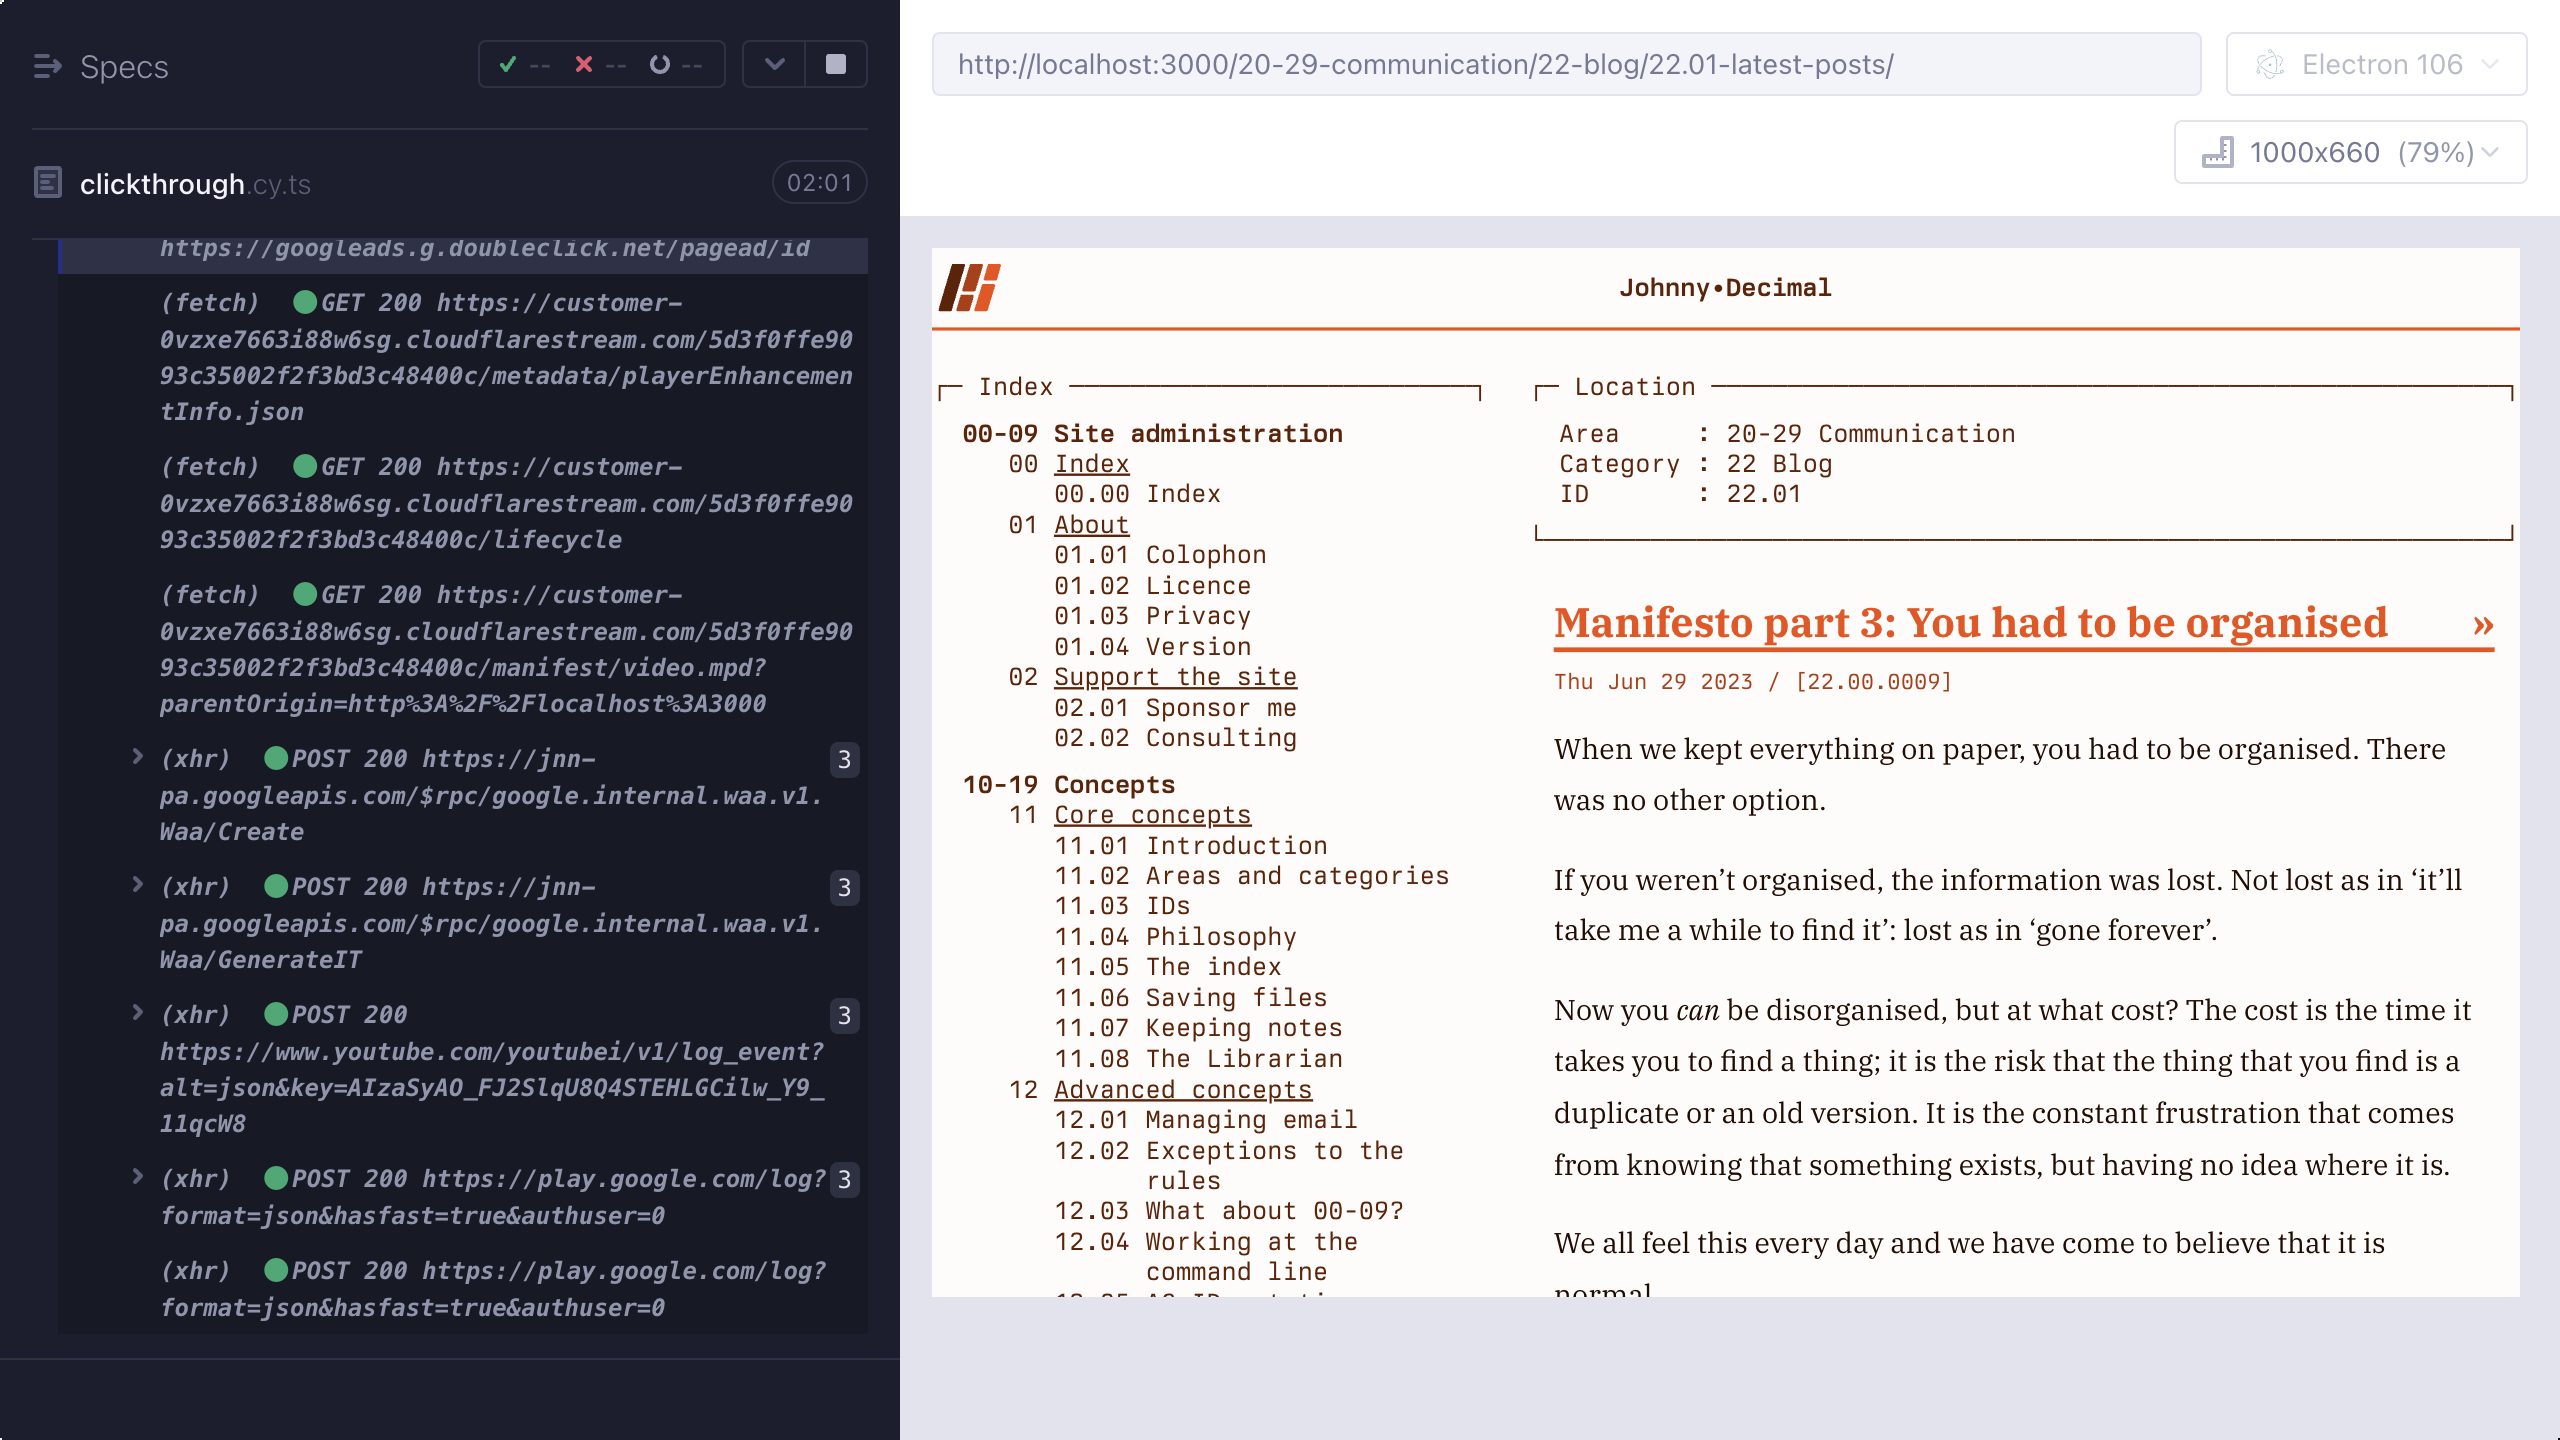 Specs
-- -- --
clickthrough.cy.ts
02:01
https://googleads.g.doubleclick.net/pagead/id
(fetch) GET 200 https://customer-
0vzxe7663i88w6sg.cloudflarestream.com/5d3f0ffe90
93c35002f2f3bd3c48400c/metadata/playerEnhancemen
tInfo.json
(fetch) GET 200 https://customer-
0vzxe7663i88w6sg.cloudflarestream.com/5d3f0ffe90
93c35002f2f3bd3c48400c/lifecycle
(fetch) GET 200 https://customer-
0vzxe7663i88w6sg.cloudflarestream.com/5d3f0ffe90
93c35002f2f3bd3c48400c/manifest/video.mpd?
parentOrigin=http%3A%2F%2Flocalhost%3A3000
(xhr) POST 200 https://jnn- 3
pa.googleapis.com/$rpc/google.internal.waa.v1.
Waa/Create
(xhr) POST 200 https://jnn- 3
pa.googleapis.com/$rpc/google.internal.waa.v1.
Waa/GenerateIT
(xhr) POST 200 3
https://www.youtube.com/youtubei/v1/log_event?
alt=json&key=AIzaSyAO_FJ2SlqU8Q4STEHLGCilw_Y9_
11qcW8
(xhr) POST 200 https://play.google.com/log? 3
format=json&hasfast=true&authuser=0
(xhr) POST 200 https://play.google.com/log?
format=json&hasfast=true&authuser=0
http://localhost:3000/20-29-communication/22-blog/22.01-latest-posts/
Electron 106
1000x660 (79%)
Johnny•Decimal
Index
00-09 Site administration
00 Index
00.00 Index
01 About
01.01 Colophon
01.02 Licence
01.03 Privacy
01.04 Version
02 Support the site
02.01 Sponsor me
02.02 Consulting
10-19 Concepts
11 Core concepts
11.01 Introduction
11.02 Areas and categories
11.03 IDs
11.04 Philosophy
11.05 The index
11.06 Saving files
11.07 Keeping notes
11.08 The Librarian
12 Advanced concepts
12.01 Managing email
12.02 Exceptions to the
rules
12.03 What about 00-09?
12.04 Working at the
command line
Location
Area : 20-29 Communication
Category : 22 Blog
ID : 22.01
Manifesto part 3: You had to be organised »
Thu Jun 29 2023 / [22.00.0009]
When we kept everything on paper, you had to be organised. There
was no other option.
If you weren’t organised, the information was lost. Not lost as in ‘it’ll
take me a while to find it’: lost as in ‘gone forever’.
Now you can be disorganised, but at what cost? The cost is the time it
takes you to find a thing; it is the risk that the thing that you find is a
duplicate or an old version. It is the constant frustration that comes
from knowing that something exists, but having no idea where it is.
We all feel this every day and we have come to believe that it is
normal